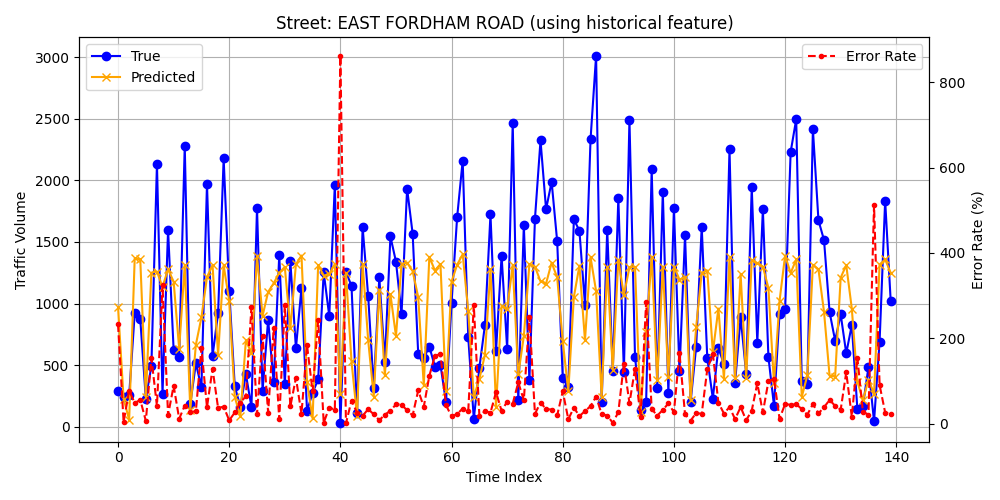 Street: EAST FORDHAM ROAD (using historical feature)
True
Predicted
Error Rate
3000
2500
2000
1500
1000
500
0
Traffic Volume
800
600
400
200
0
Error Rate (%)
0 20 40 60 80 100 120 140
Time Index